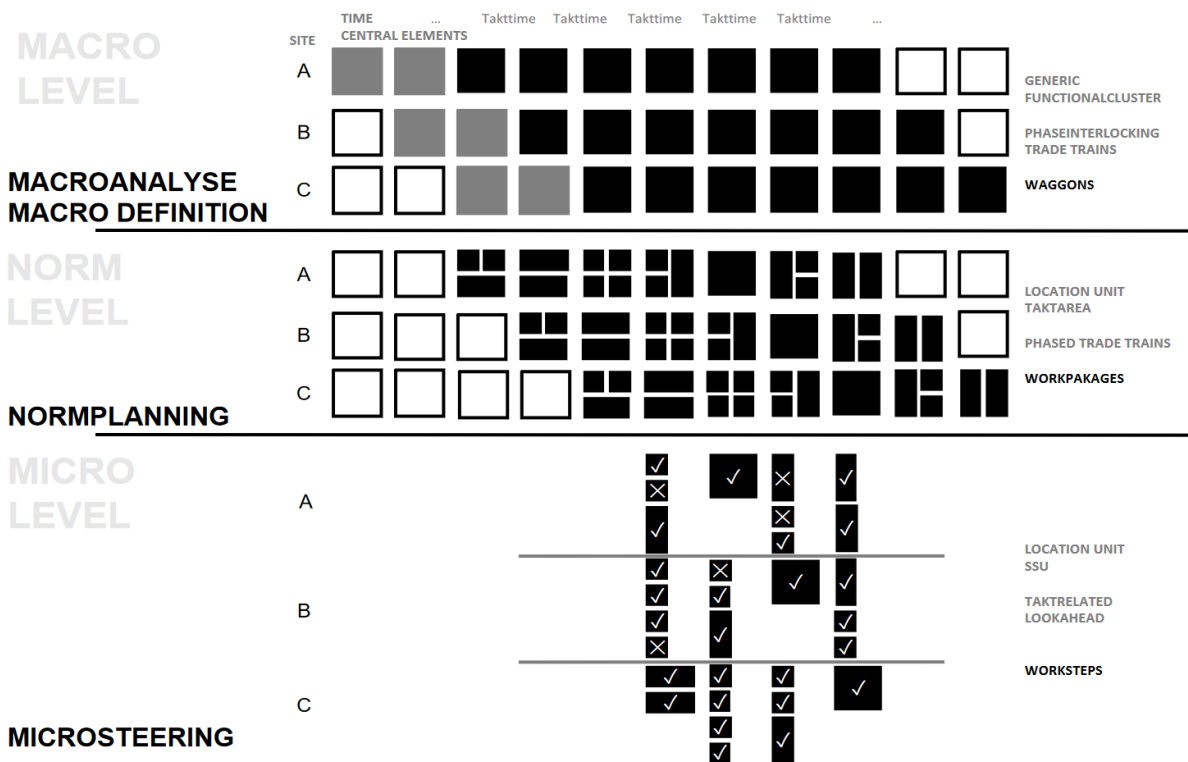 TIME ... Takttime Takttime Takttime Takttime Takttime ...
SITE CENTRAL ELEMENTS
MACRO
LEVEL
A
B
C
GENERIC
FUNCTIONALCLUSTER
PHASEINTERLOCKING
TRADE TRAINS
WAGGONS
MACROANALYSE
MACRO DEFINITION
NORM
LEVEL
A
B
C
LOCATION UNIT
TAKTAREA
PHASED TRADE TRAINS
WORKPAKAGES
NORMPLANNING
MICRO
LEVEL
A
B
C
LOCATION UNIT
SSU
TAKTRELATED
LOOKAHEAD
WORKSTEPS
MICROSTEERING